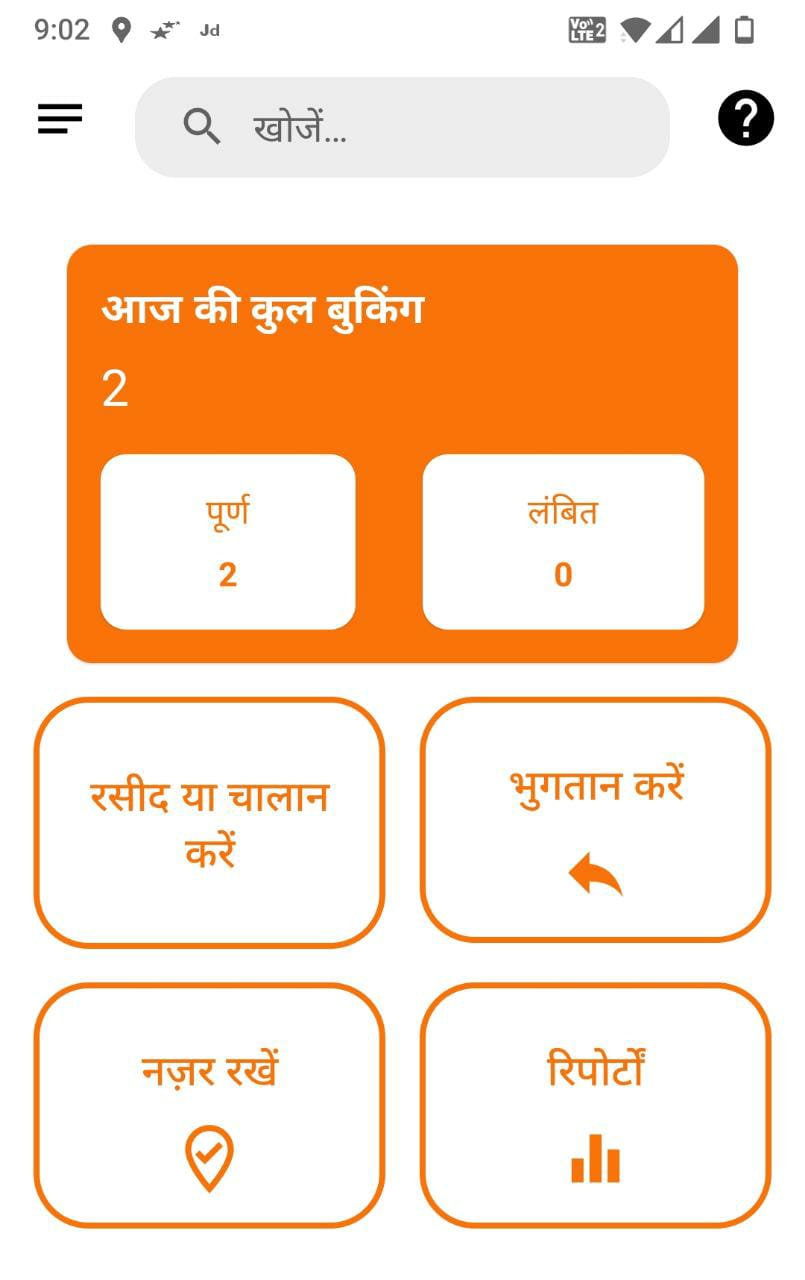 9:02 Jd Vo)) LTE 2
खोजें...
?
आज की कुल बुकिंग
2
पूर्ण
2
लंबित
0
रसीद या चालान
करें
भुगतान करें
नज़र रखें
रिपोर्टों